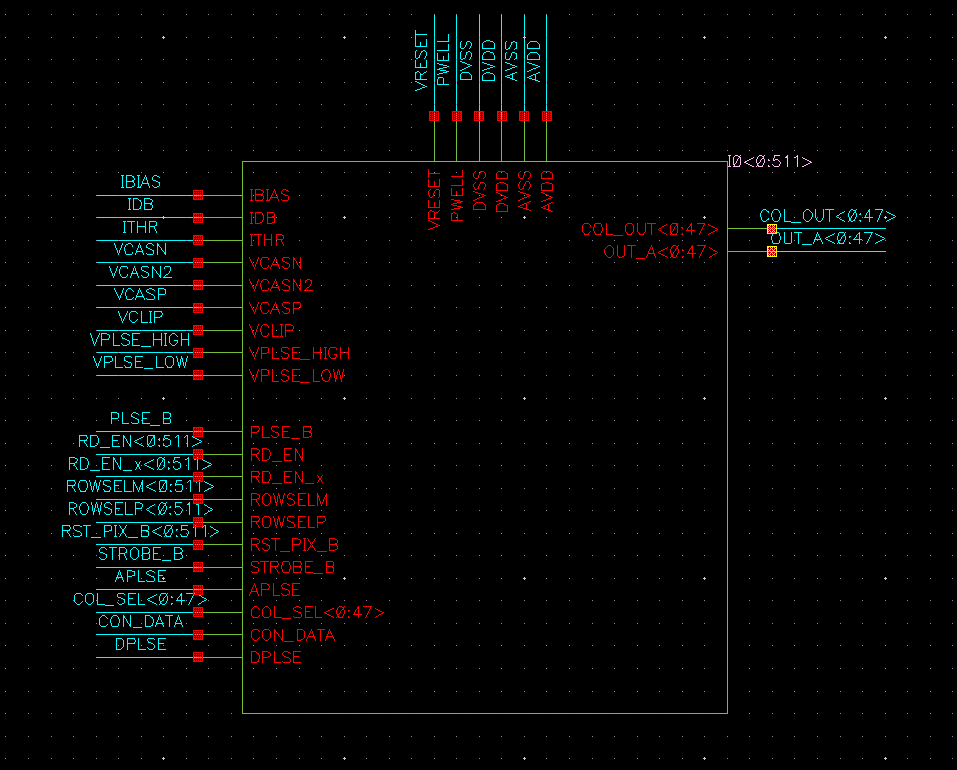 VRESET
PWELL
DVSS
DVDD
AVSS
AVDD
I0<0:511>
VRESET
PWELL
DVSS
DVDD
AVSS
AVDD
IBIAS
IBIAS
IDB
IDB
ITHR
ITHR
VCASN
VCASN
VCASN2
VCASN2
VCASP
VCASP
VCLIP
VCLIP
VPLSE_HIGH
VPLSE_HIGH
VPLSE_LOW
VPLSE_LOW
COL_OUT<0:47>
COL_OUT<0:47>
OUT_A<0:47>
OUT_A<0:47>
PLSE_B
PLSE_B
RD_EN<0:511>
RD_EN
RD_EN_x<0:511>
RD_EN_x
ROWSELM<0:511>
ROWSELM
ROWSELP<0:511>
ROWSELP
RST_PIX_B<0:511>
RST_PIX_B
STROBE_B
STROBE_B
APLSE
APLSE
COL_SEL<0:47>
COL_SEL<0:47>
CON_DATA
CON_DATA
DPLSE
DPLSE